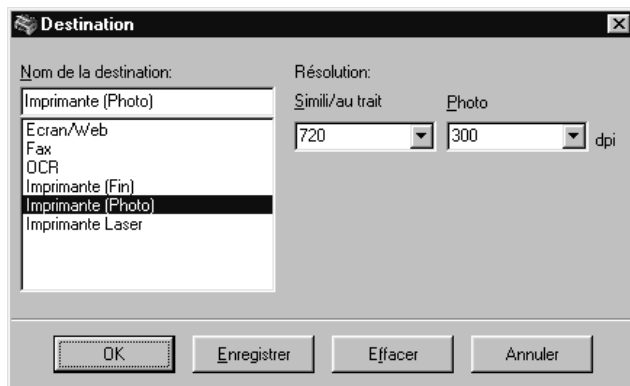 Destination
Nom de la destination:
Imprimante (Photo)
Ecran/Web
Fax
OCR
Imprimante (Fin)
Imprimante (Photo)
Imprimante Laser
Résolution:
Simili/au trait Photo
720 300 dpi
OK Enregistrer Effacer Annuler